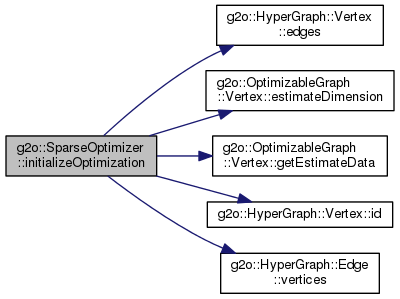 g2o::HyperGraph::Vertex
::edges
g2o::OptimizableGraph
::Vertex::estimateDimension
g2o::SparseOptimizer
::initializeOptimization
g2o::OptimizableGraph
::Vertex::getEstimateData
g2o::HyperGraph::Vertex::id
g2o::HyperGraph::Edge
::vertices